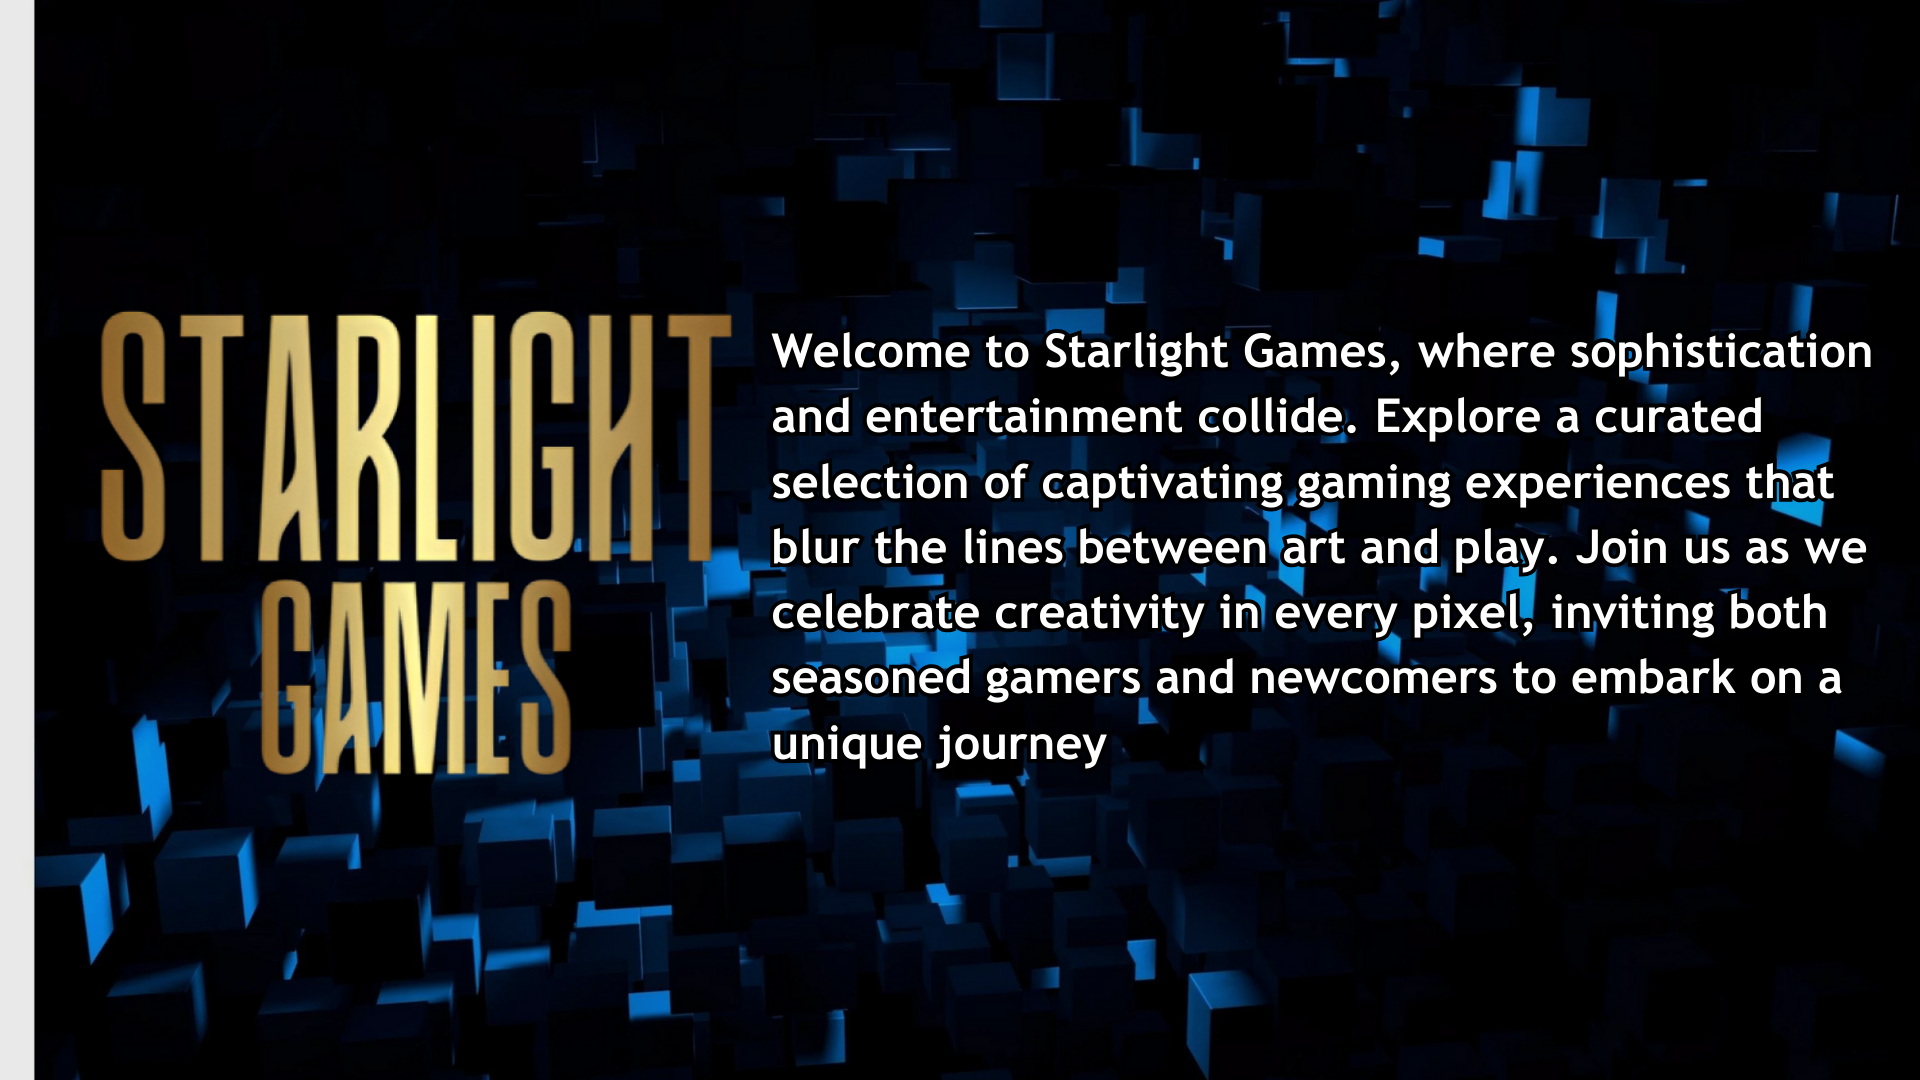 STARLIGHT
GAMES
Welcome to Starlight Games, where sophistication
and entertainment collide. Explore a curated
selection of captivating gaming experiences that
blur the lines between art and play. Join us as we
celebrate creativity in every pixel, inviting both
seasoned gamers and newcomers to embark on a
unique journey